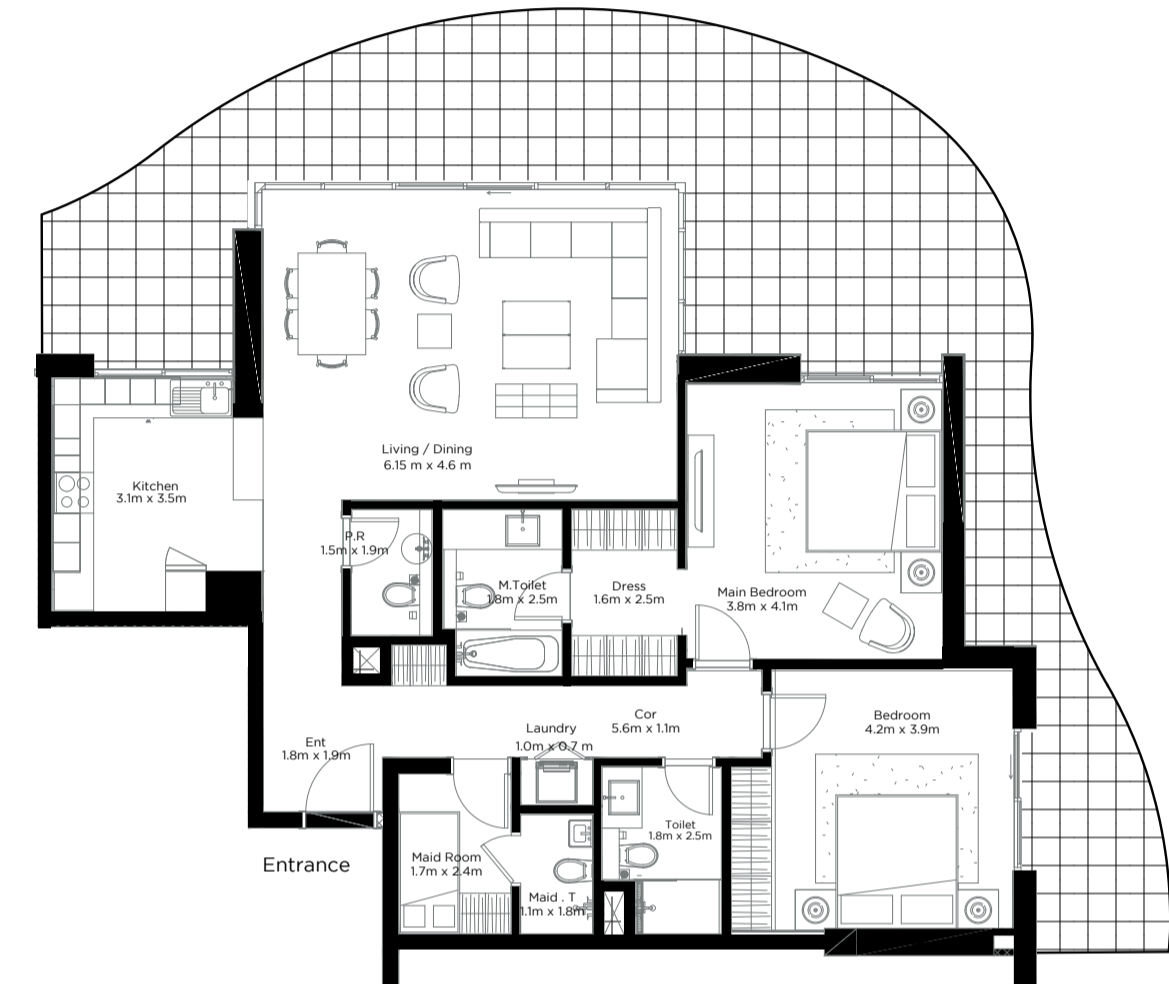 Living / Dining
6.15 m x 4.6 m
Kitchen
3.1m x 3.5m
P.R
1.5m x 1.9m
M.Toilet
1.8m x 2.5m
Dress
1.6m x 2.5m
Main Bedroom
3.8m x 4.1m
Cor
5.6m x 1.1m
Bedroom
4.2m x 3.9m
Ent
1.8m x 1.9m
Laundry
1.0m x 0.7 m
Toilet
1.8m x 2.5m
Entrance
Maid Room
1.7m x 2.4m
Maid . T
1.1m x 1.8m